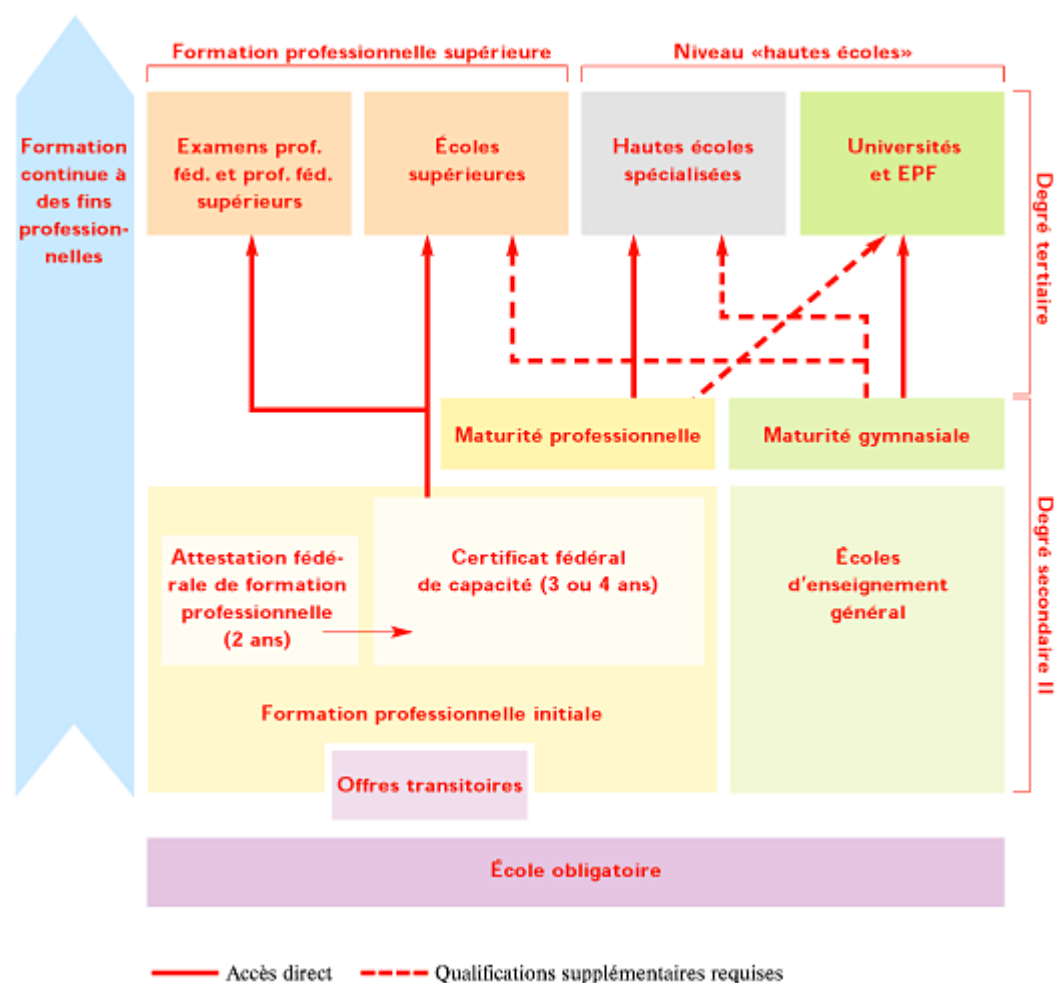 Formation professionnelle supérieure
Niveau «hautes écoles»
Formation
continue à
des fins
profession-
nelles
Examens prof.
féd. et prof. féd.
supérieurs
Écoles
supérieures
Hautes écoles
spécialisées
Universités
et EPF
Degré tertiaire
Maturité professionnelle
Maturité gymnasiale
Degré secondaire II
Attestation fédé-
rale de formation
professionnelle
(2 ans)
Certificat fédéral
de capacité (3 ou 4 ans)
Écoles
d'enseignement
général
Formation professionnelle initiale
Offres transitoires
École obligatoire
Accès direct
Qualifications supplémentaires requises